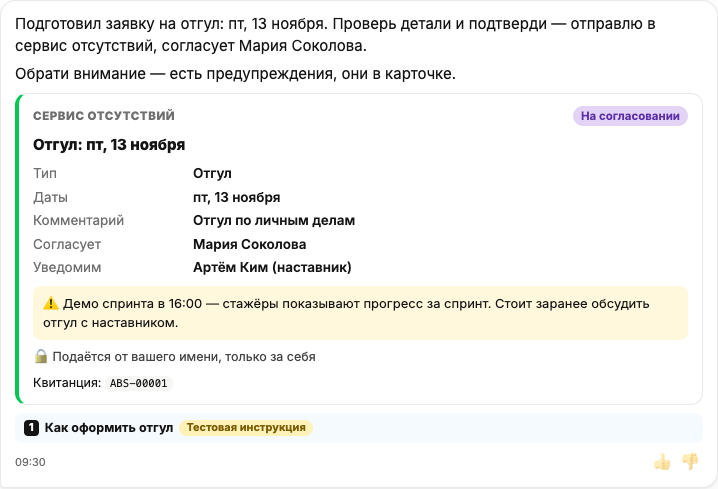 Подготовил заявку на отгул: пт, 13 ноября. Проверь детали и подтверди — отправлю в
сервис отсутствий, согласует Мария Соколова.
Обрати внимание — есть предупреждения, они в карточке.
СЕРВИС ОТСУТСТВИЙ
На согласовании
Отгул: пт, 13 ноября
Тип Отгул
Даты пт, 13 ноября
Комментарий Отгул по личным делам
Согласует Мария Соколова
Уведомим Артём Ким (наставник)
⚠️ Демо спринта в 16:00 — стажёры показывают прогресс за спринт. Стоит заранее обсудить
отгул с наставником.
🔒 Подаётся от вашего имени, только за себя
Квитанция: ABS-00001
1 Как оформить отгул Тестовая инструкция
09:30